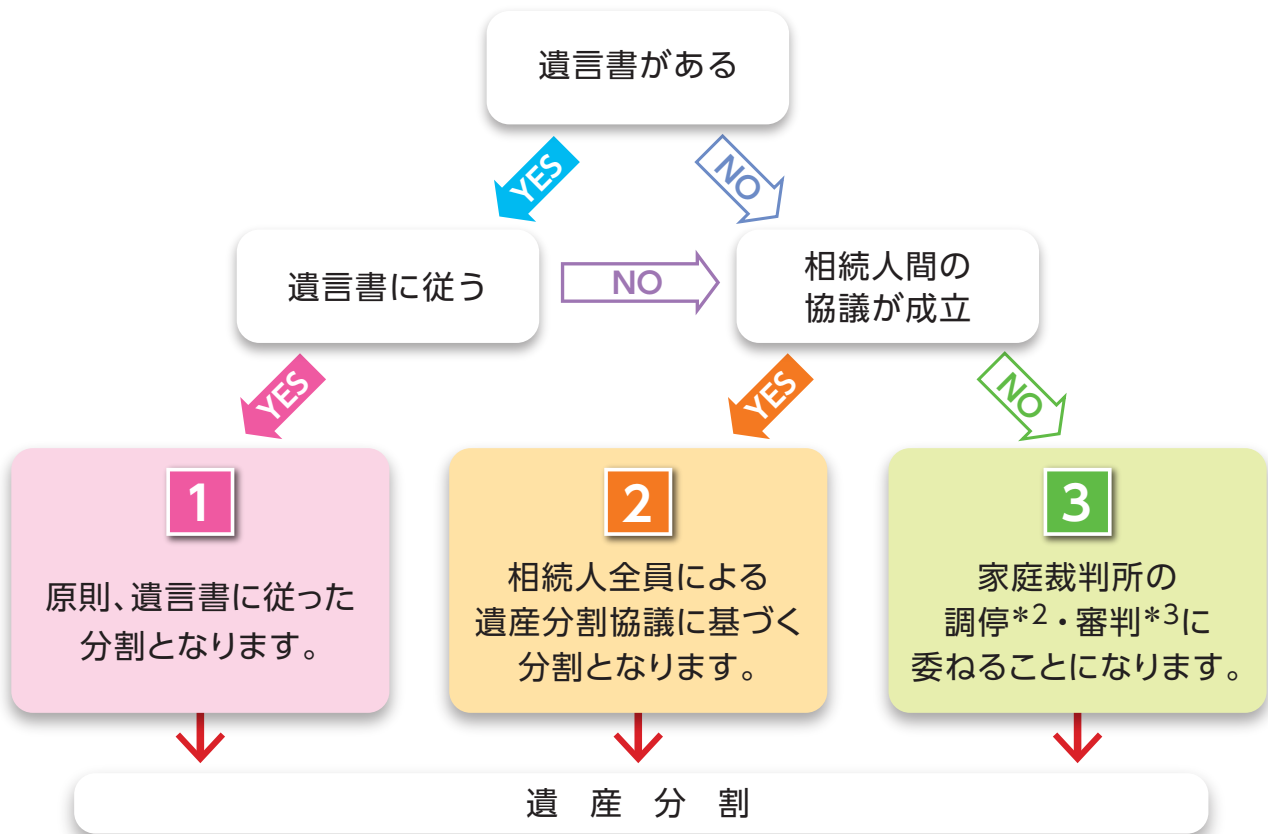 遺言書がある
YES
NO
遺言書に従う
NO
相続人間の
協議が成立
YES
YES
NO
1
原則、遺言書に従った
分割となります。
2
相続人全員による
遺産分割協議に基づく
分割となります。
3
家庭裁判所の
調停*2・審判*3に
委ねることになります。
遺 産 分 割